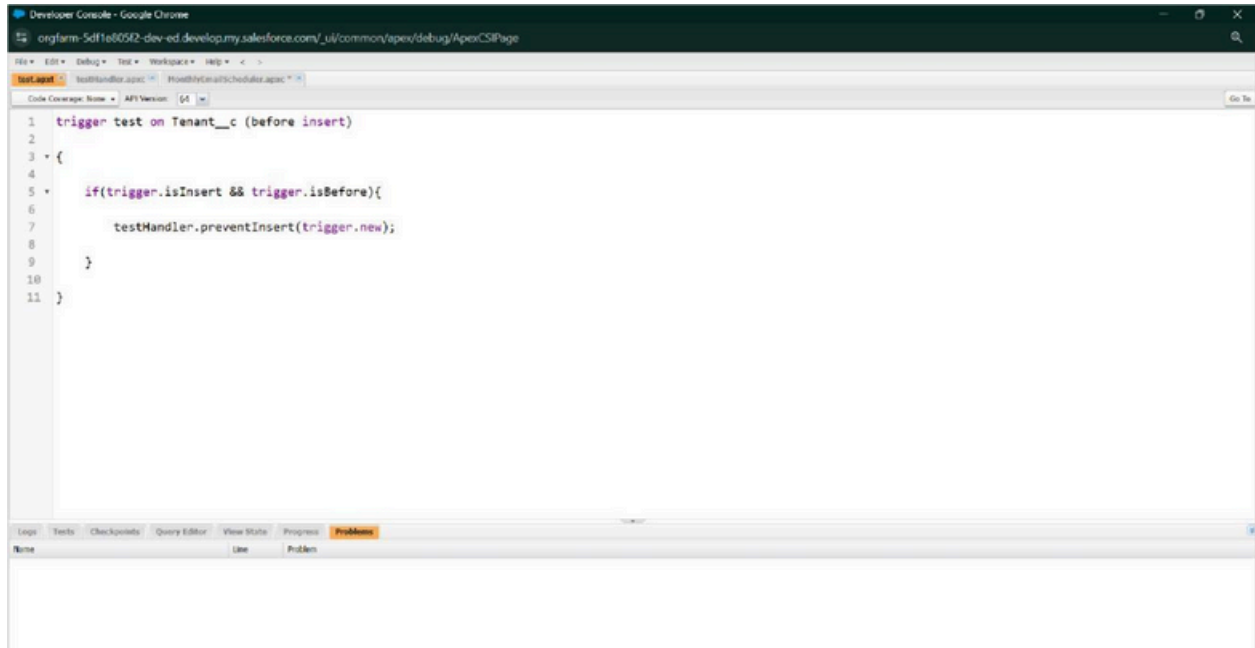 Developer Console - Google Chrome
orgfarm-5df1e805f2-dev-ed.develop.my.salesforce.com/_ui/common/apex/debug/ApexCSIPage
File Edit Debug Test Workspace Help < >
test.apxt testHandler.apxc MonthlyEmailScheduler.apxc *
Code Coverage: None API Version: 64 Go To
1 trigger test on Tenant__c (before insert)
2
3 {
4
5 if(trigger.isInsert && trigger.isBefore){
6
7 testHandler.preventInsert(trigger.new);
8
9 }
10
11 }
Logs Tests Checkpoints Query Editor View State Progress Problems
Name Line Problem